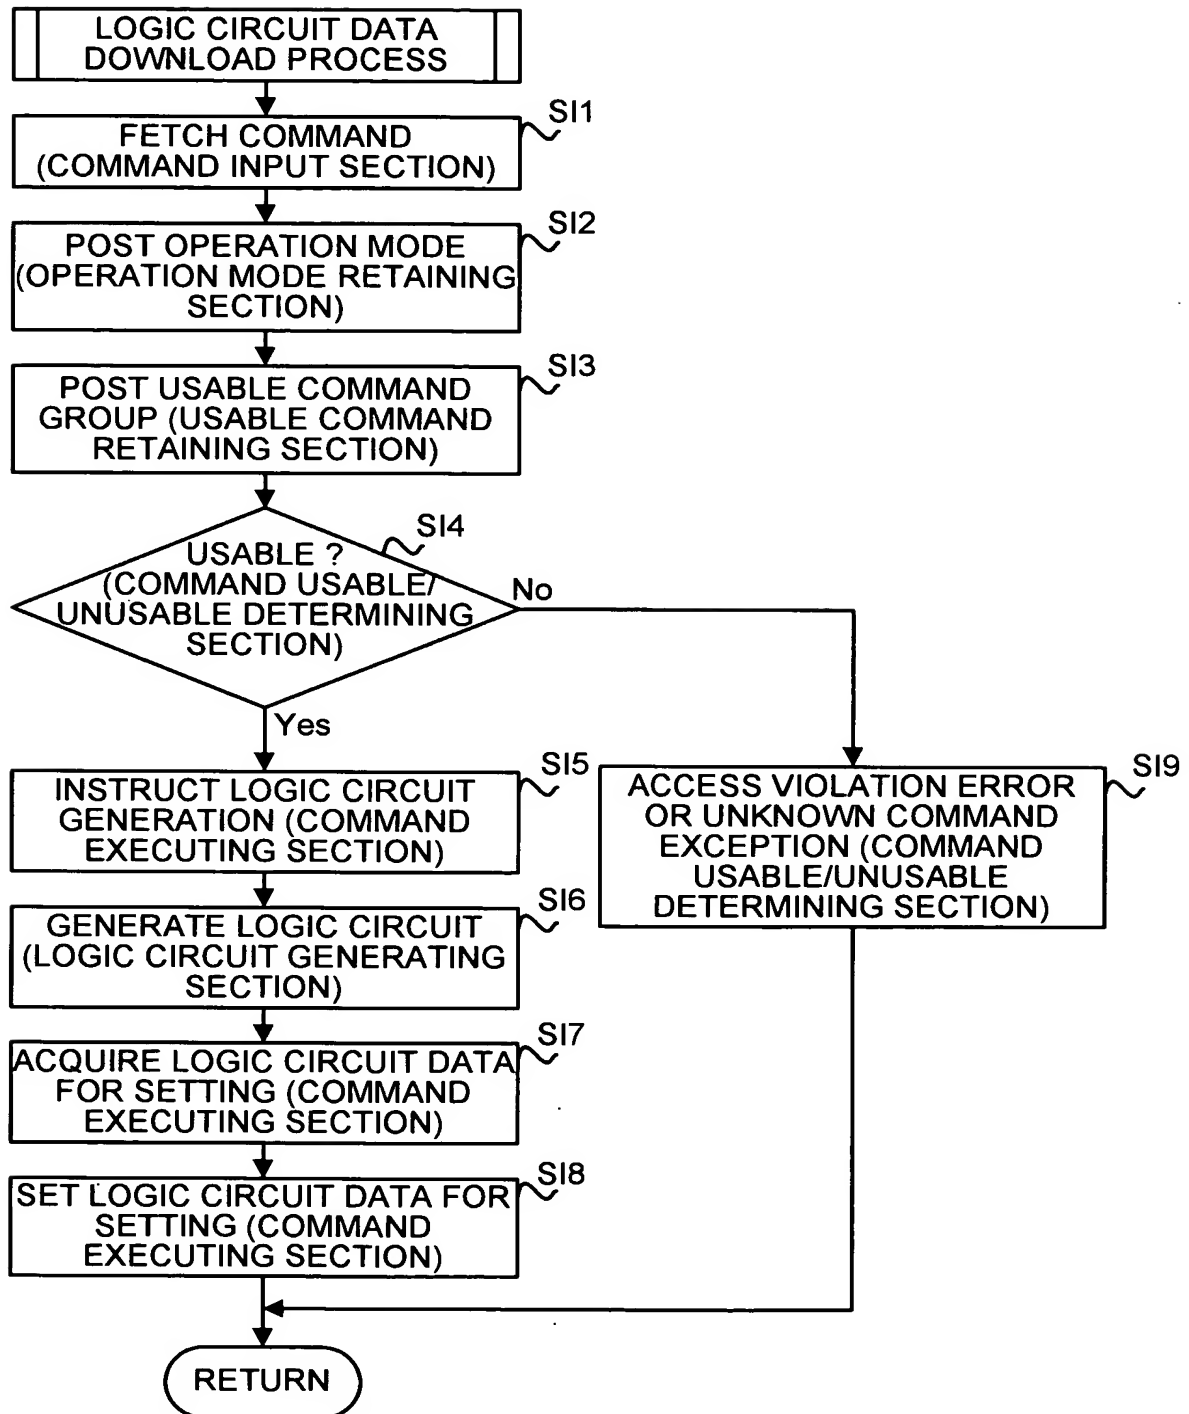 LOGIC CIRCUIT DATA
DOWNLOAD PROCESS
SI1
FETCH COMMAND
(COMMAND INPUT SECTION)
SI2
POST OPERATION MODE
(OPERATION MODE RETAINING
SECTION)
SI3
POST USABLE COMMAND
GROUP (USABLE COMMAND
RETAINING SECTION)
SI4
USABLE ?
(COMMAND USABLE/
UNUSABLE DETERMINING
SECTION)
No
Yes
SI5
INSTRUCT LOGIC CIRCUIT
GENERATION (COMMAND
EXECUTING SECTION)
SI9
ACCESS VIOLATION ERROR
OR UNKNOWN COMMAND
EXCEPTION (COMMAND
USABLE/UNUSABLE
DETERMINING SECTION)
SI6
GENERATE LOGIC CIRCUIT
(LOGIC CIRCUIT GENERATING
SECTION)
SI7
ACQUIRE LOGIC CIRCUIT DATA
FOR SETTING (COMMAND
EXECUTING SECTION)
SI8
SET LOGIC CIRCUIT DATA FOR
SETTING (COMMAND
EXECUTING SECTION)
RETURN